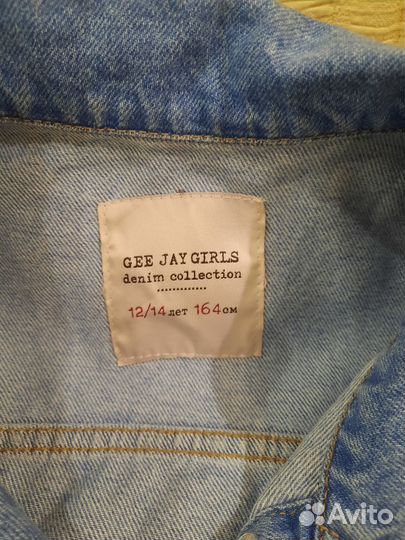 GEE JAY GIRLS
denim collection
12/14 лет 164 см
Avito